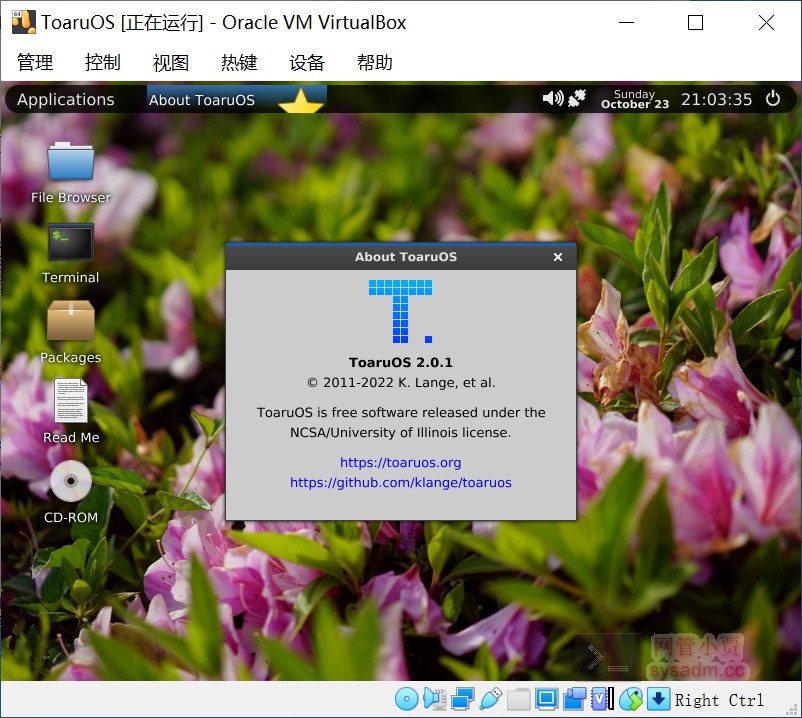 ToaruOS [正在运行] - Oracle VM VirtualBox
管理 控制 视图 热键 设备 帮助
Applications About ToaruOS Sunday October 23 21:03:35
File Browser
Terminal
Packages
Read Me
CD-ROM
About ToaruOS
ToaruOS 2.0.1
© 2011-2022 K. Lange, et al.
ToaruOS is free software released under the
NCSA/University of Illinois license.
https://toaruos.org
https://github.com/klange/toaruos
网管小贾
sysadm.cc
Right Ctrl